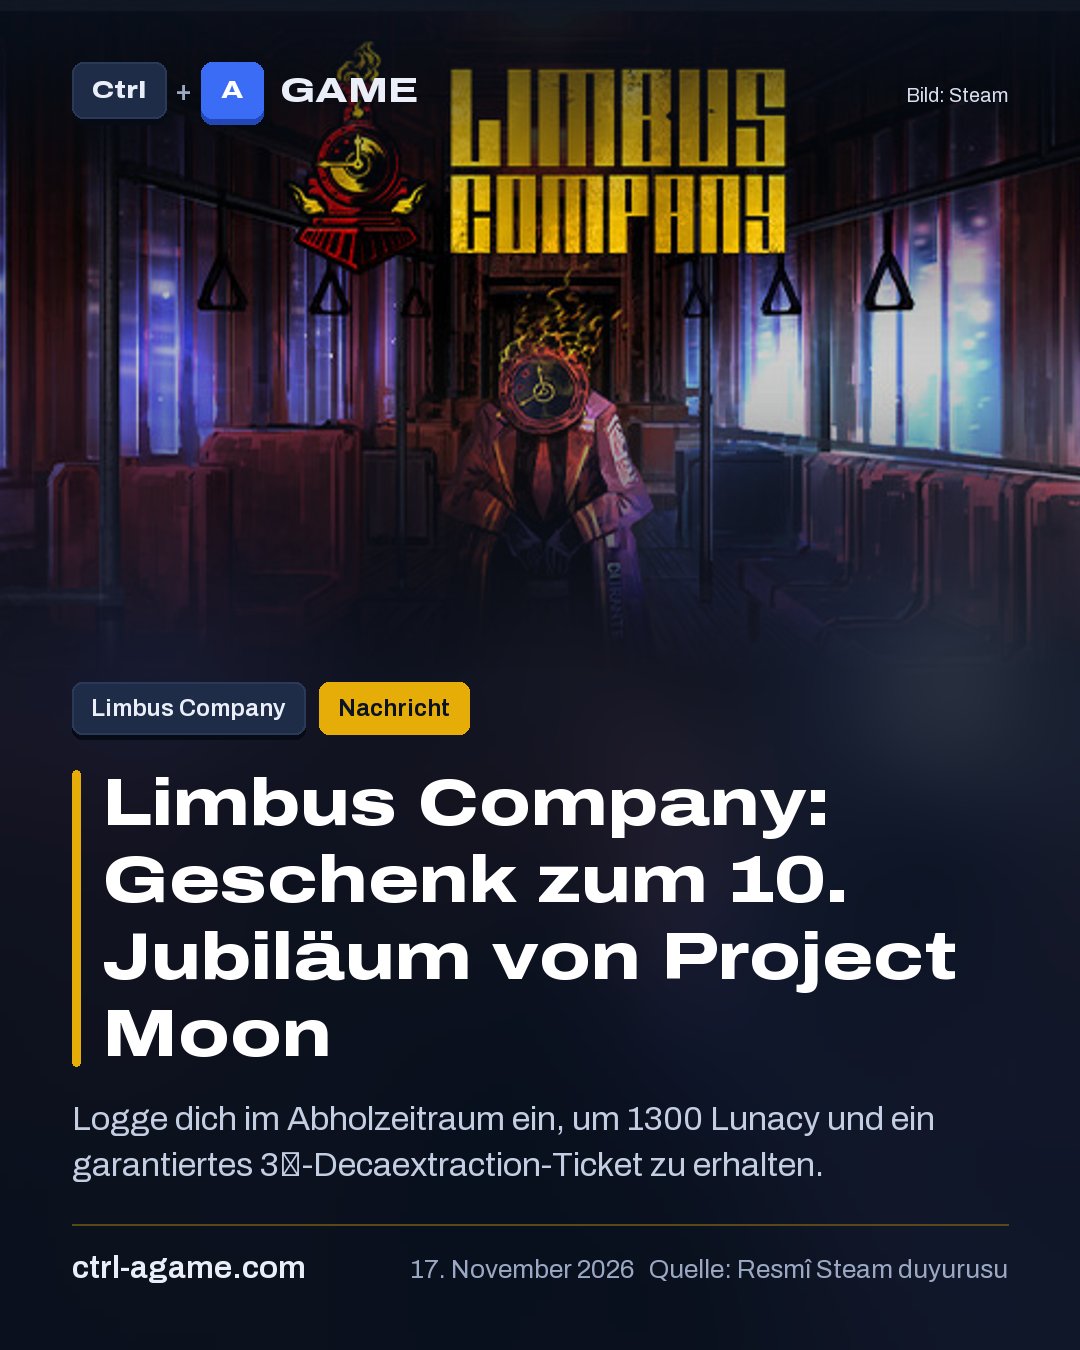 Ctrl + A GAME
LIMBUS
COMPANY
Bild: Steam
Limbus Company
Nachricht
Limbus Company:
Geschenk zum 10.
Jubiläum von Project
Moon
Logge dich im Abholzeitraum ein, um 1300 Lunacy und ein
garantiertes 3▯-Decaextraction-Ticket zu erhalten.
ctrl-agame.com
17. November 2026 Quelle: Resmî Steam duyurusu